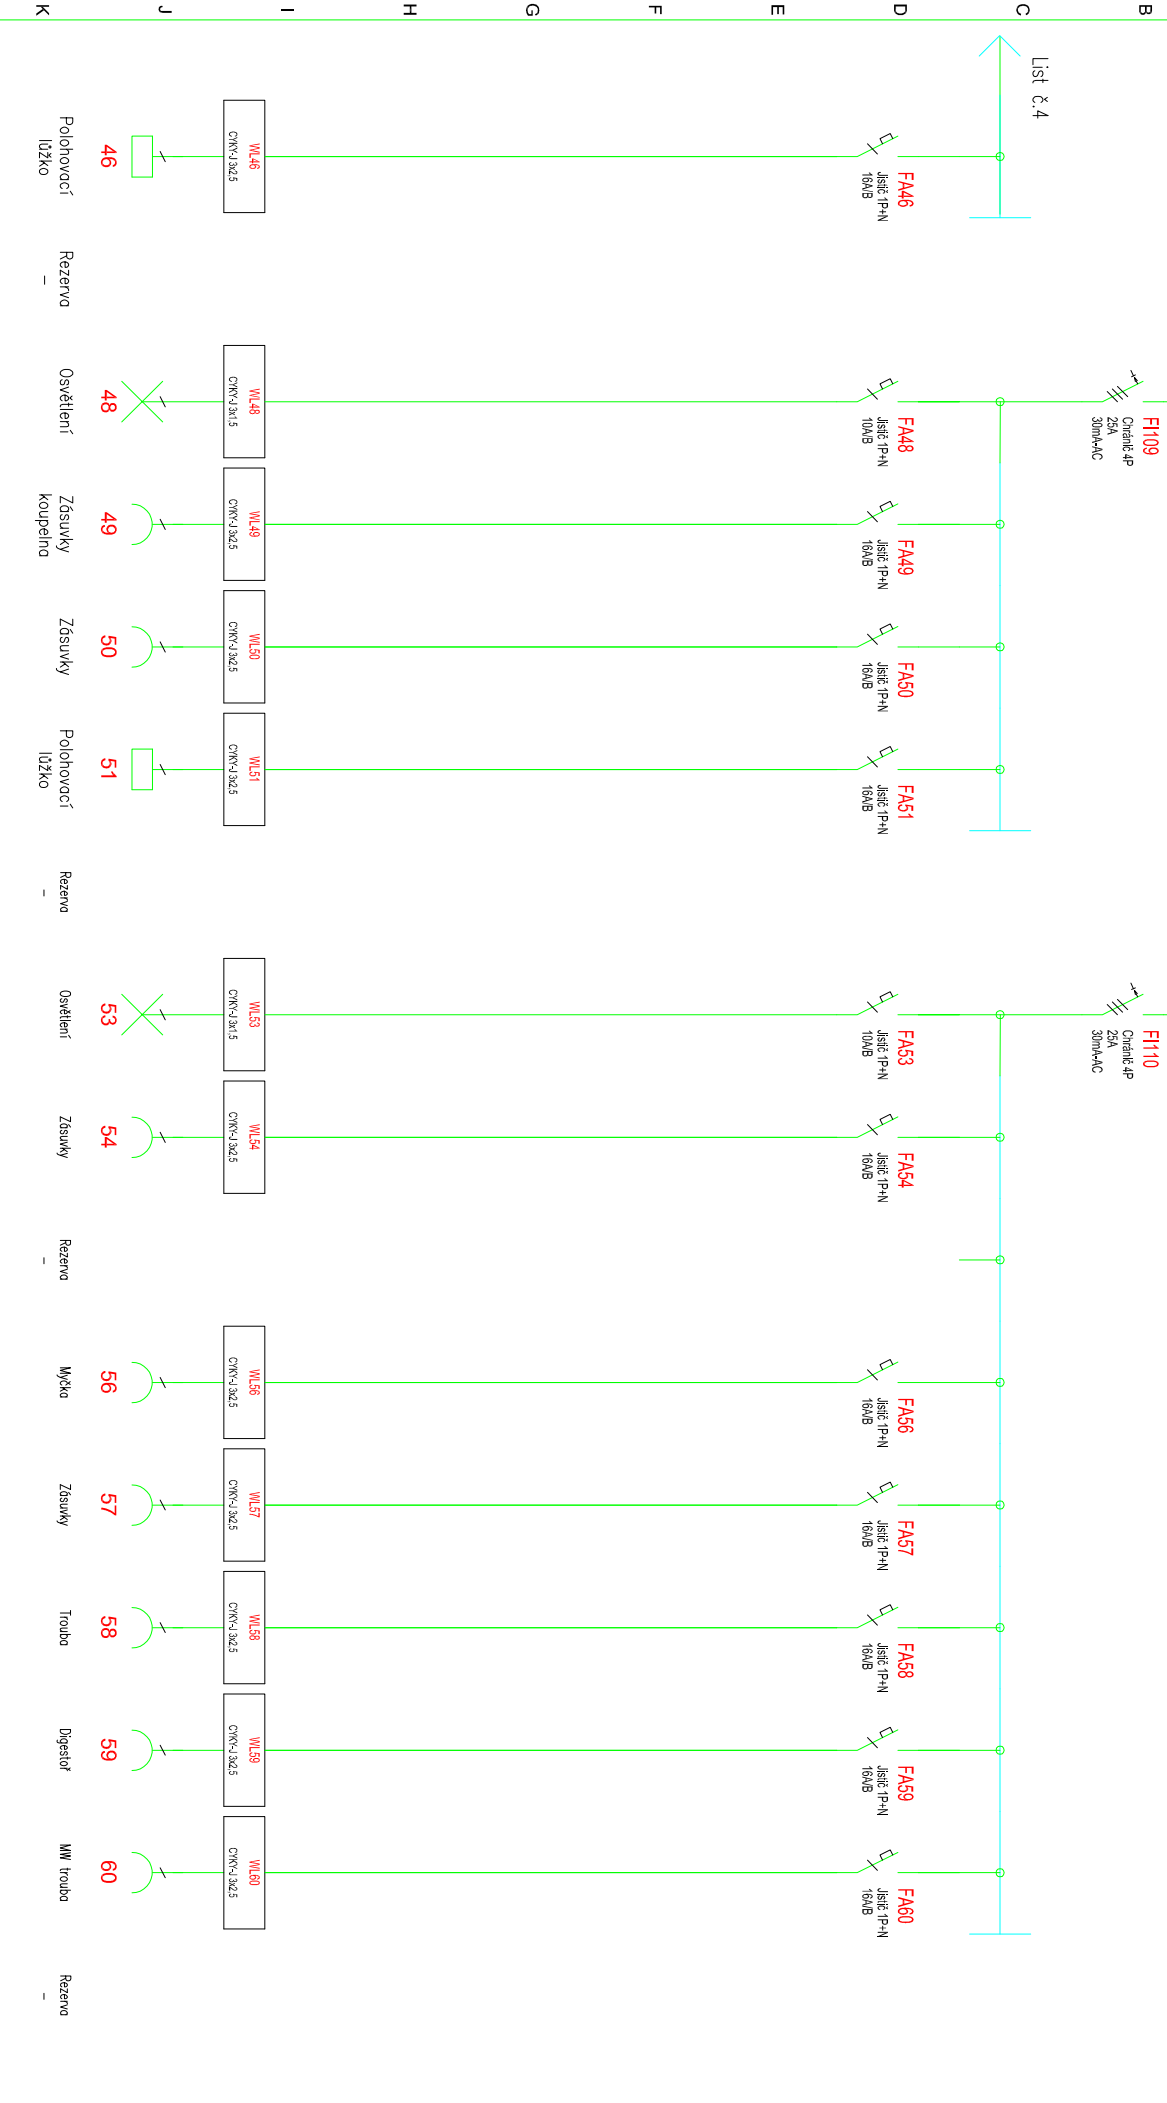 B
C
D
E
F
G
H
I
J
K
List č.4
FI109
Chránič 4P
25A
30mA-AC
FI110
Chránič 4P
25A
30mA-AC
FA46
Jistič 1P+N
16A/B
FA48
Jistič 1P+N
10A/B
FA49
Jistič 1P+N
16A/B
FA50
Jistič 1P+N
16A/B
FA51
Jistič 1P+N
16A/B
FA53
Jistič 1P+N
10A/B
FA54
Jistič 1P+N
16A/B
FA56
Jistič 1P+N
16A/B
FA57
Jistič 1P+N
16A/B
FA58
Jistič 1P+N
16A/B
FA59
Jistič 1P+N
16A/B
FA60
Jistič 1P+N
16A/B
WL46
CYKY-J 3x2,5
WL48
CYKY-J 3x1,5
WL49
CYKY-J 3x2,5
WL50
CYKY-J 3x2,5
WL51
CYKY-J 3x2,5
WL53
CYKY-J 3x1,5
WL54
CYKY-J 3x2,5
WL56
CYKY-J 3x2,5
WL57
CYKY-J 3x2,5
WL58
CYKY-J 3x2,5
WL59
CYKY-J 3x2,5
WL60
CYKY-J 3x2,5
46
Polohovací
lůžko
Rezerva
-
48
Osvětlení
49
Zásuvky
koupelna
50
Zásuvky
51
Polohovací
lůžko
Rezerva
-
53
Osvětlení
54
Zásuvky
Rezerva
-
56
Myčka
57
Zásuvky
58
Trouba
59
Digestoř
60
MW trouba
Rezerva
-